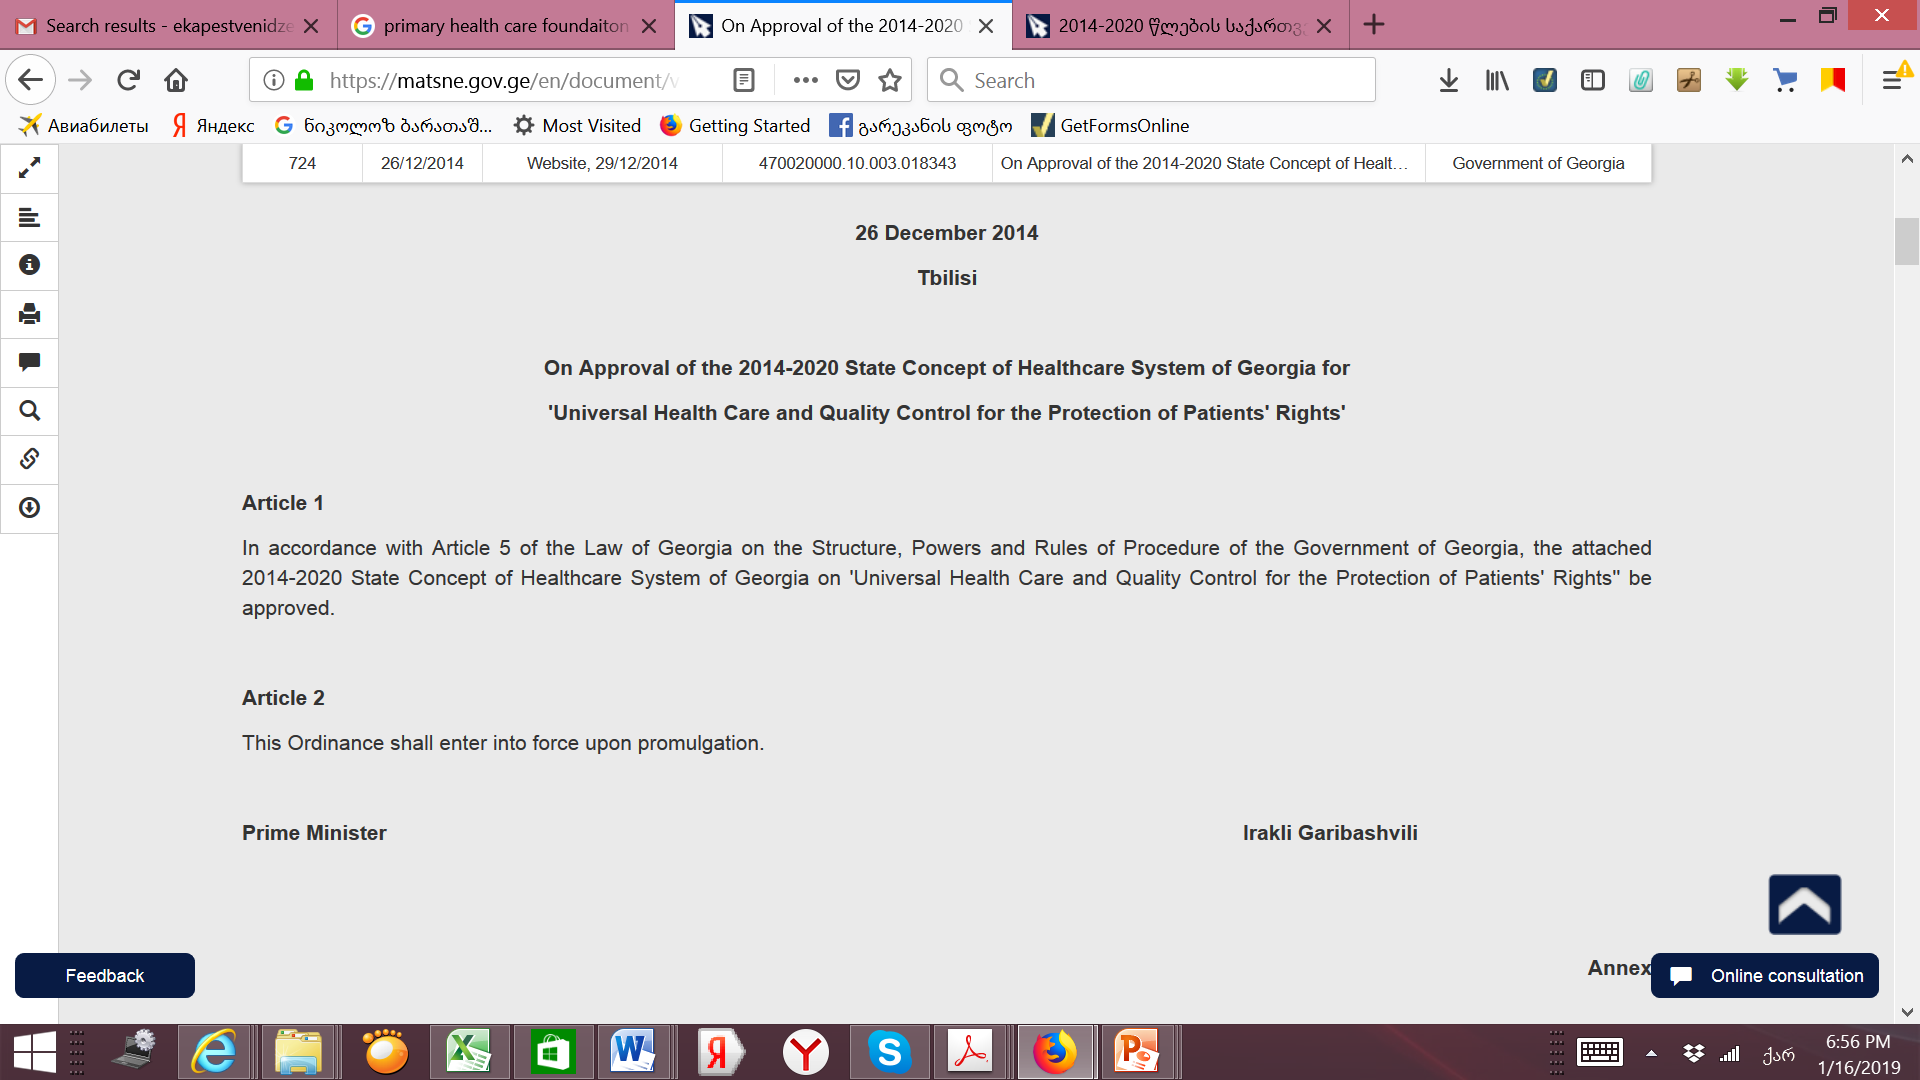 Search results - ekapestvenidze
primary health care foundaiton
On Approval of the 2014-2020
2014-2020 წლების საქართვ
https://matsne.gov.ge/en/document/v
Search
Авиабилеты
Яндекс
ნიკოლოზ ბარათაშ...
Most Visited
Getting Started
გარეკანის ფოტო
GetFormsOnline
724 26/12/2014 Website, 29/12/2014 470020000.10.003.018343 On Approval of the 2014-2020 State Concept of Healt... Government of Georgia
26 December 2014
Tbilisi
On Approval of the 2014-2020 State Concept of Healthcare System of Georgia for
'Universal Health Care and Quality Control for the Protection of Patients' Rights'
Article 1
In accordance with Article 5 of the Law of Georgia on the Structure, Powers and Rules of Procedure of the Government of Georgia, the attached
2014-2020 State Concept of Healthcare System of Georgia on 'Universal Health Care and Quality Control for the Protection of Patients' Rights" be
approved.
Article 2
This Ordinance shall enter into force upon promulgation.
Prime Minister Irakli Garibashvili
Annex
Feedback
Online consultation
ქარ
6:56 PM
1/16/2019